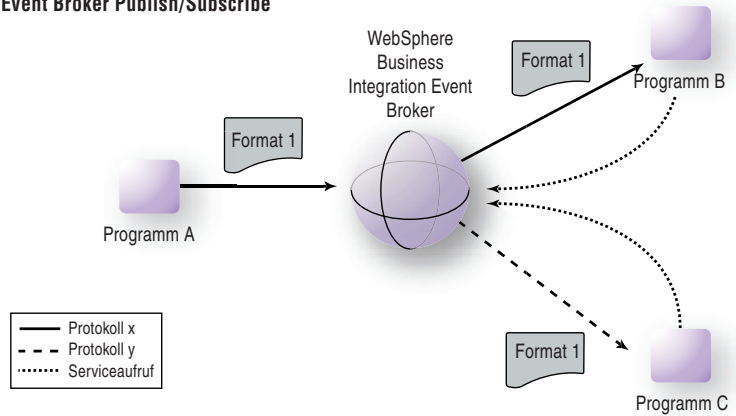 Event Broker Publish/Subscribe
WebSphere
Business
Integration Event
Broker
Format 1
Programm B
Format 1
Programm A
Protokoll x
Protokoll y
Serviceaufruf
Format 1
Programm C